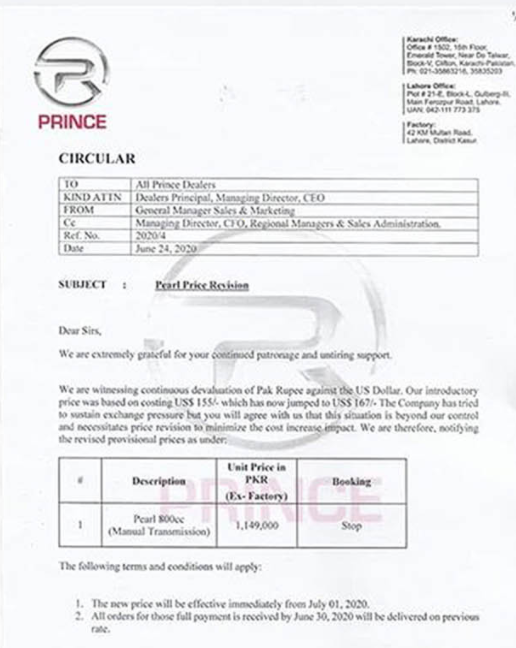 Karachi Office:
Office # 1502, 15th Floor,
Emerald Tower, Near Do Talwar,
Block-V, Clifton, Karachi-Pakistan.
Ph: 021-35863216, 35835203
Lahore Office:
Plot # 21-E, Block-L, Gulberg-III,
Main Ferozpur Road, Lahore.
UAN: 042-111 773 375
Factory:
42 KM Multan Road,
Lahore, District Kasur.
PRINCE
CIRCULAR
TO All Prince Dealers
KIND ATTN Dealers Principal, Managing Director, CEO
FROM General Manager Sales & Marketing
Cc Managing Director, CFO, Regional Managers & Sales Administration.
Ref. No. 2020/4
Date June 24, 2020
SUBJECT : Pearl Price Revision
Dear Sirs,
We are extremely grateful for your continued patronage and untiring support.
We are witnessing continuous devaluation of Pak Rupee against the US Dollar. Our introductory
price was based on costing US$ 155/- which has now jumped to US$ 167/- The Company has tried
to sustain exchange pressure but you will agree with us that this situation is beyond our control
and necessitates price revision to minimize the cost increase impact. We are therefore, notifying
the revised provisional prices as under:
# Description Unit Price in PKR (Ex- Factory) Booking
1 Pearl 800cc (Manual Transmission) 1,149,000 Stop
PRINCE
The following terms and conditions will apply:
1. The new price will be effective immediately from July 01, 2020.
2. All orders for those full payment is received by June 30, 2020 will be delivered on previous
rate.